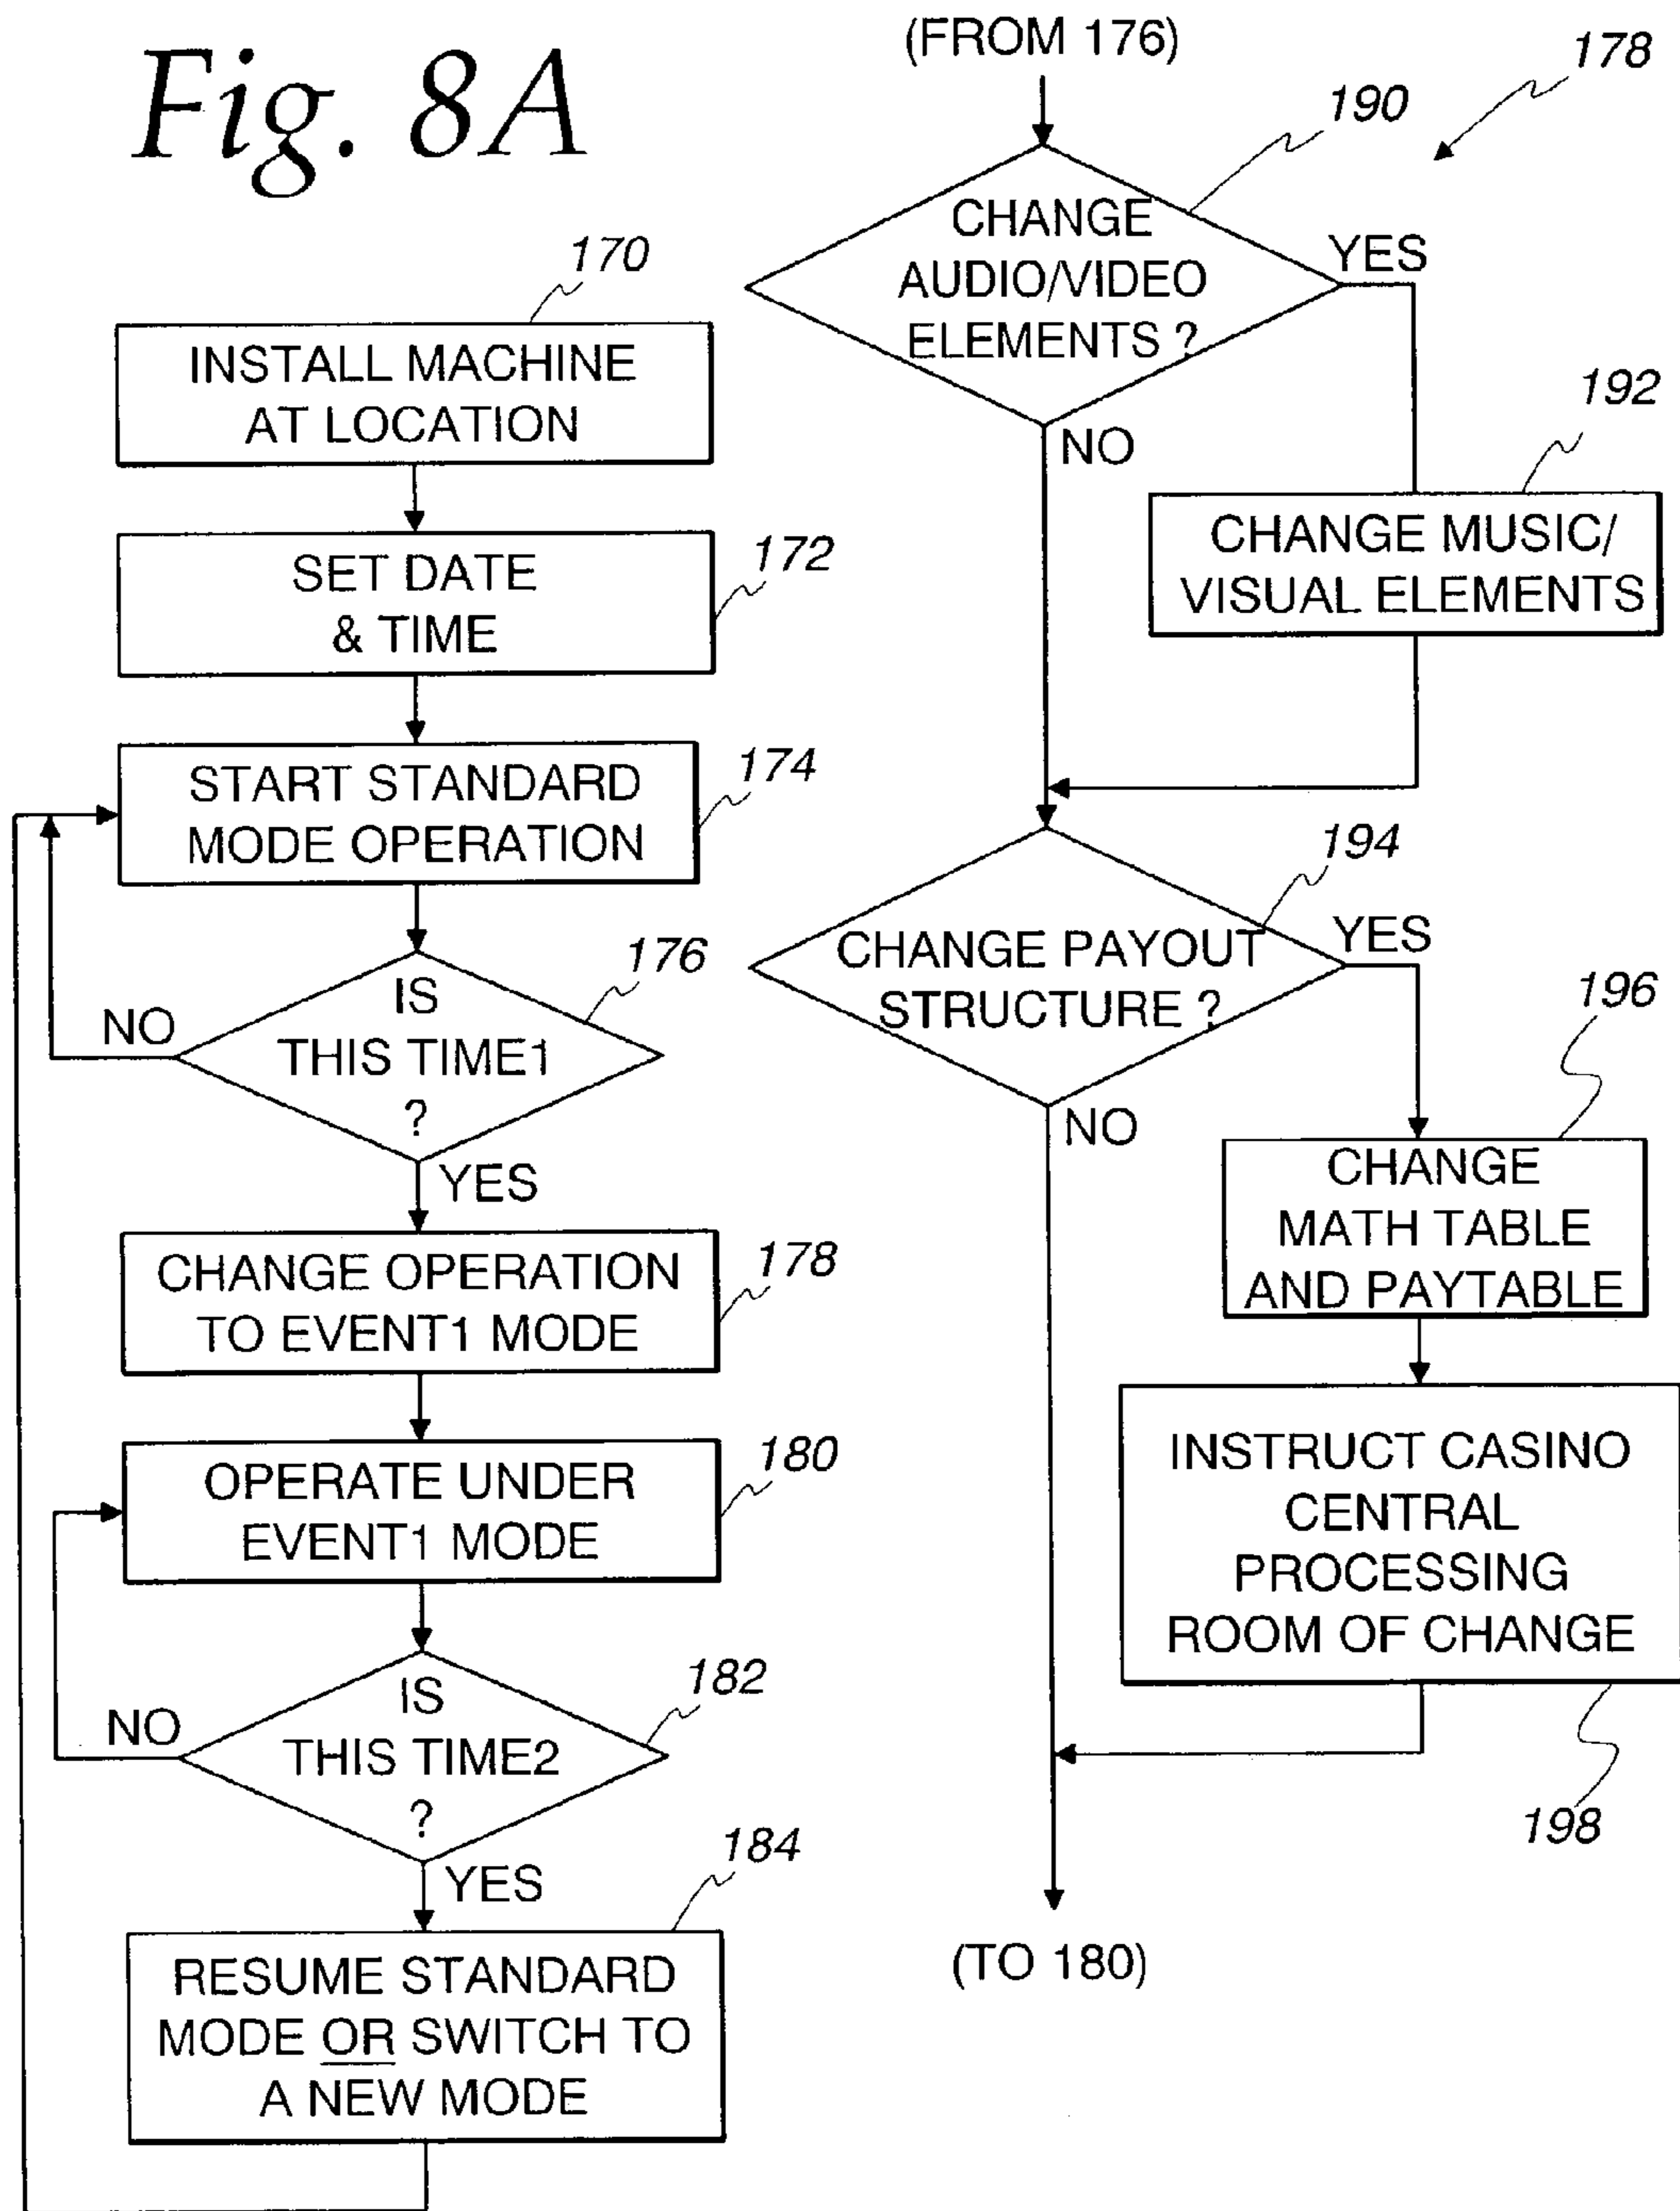 Fig. 8A
170
INSTALL MACHINE
AT LOCATION
172
SET DATE
& TIME
174
START STANDARD
MODE OPERATION
176
IS
THIS TIME1
?
NO
YES
178
CHANGE OPERATION
TO EVENT1 MODE
180
OPERATE UNDER
EVENT1 MODE
182
IS
THIS TIME2
?
NO
YES
184
RESUME STANDARD
MODE OR SWITCH TO
A NEW MODE
(FROM 176)
178
190
CHANGE
AUDIO/VIDEO
ELEMENTS ?
YES
NO
192
CHANGE MUSIC/
VISUAL ELEMENTS
194
CHANGE PAYOUT
STRUCTURE ?
YES
NO
196
CHANGE
MATH TABLE
AND PAYTABLE
INSTRUCT CASINO
CENTRAL
PROCESSING
ROOM OF CHANGE
198
(TO 180)